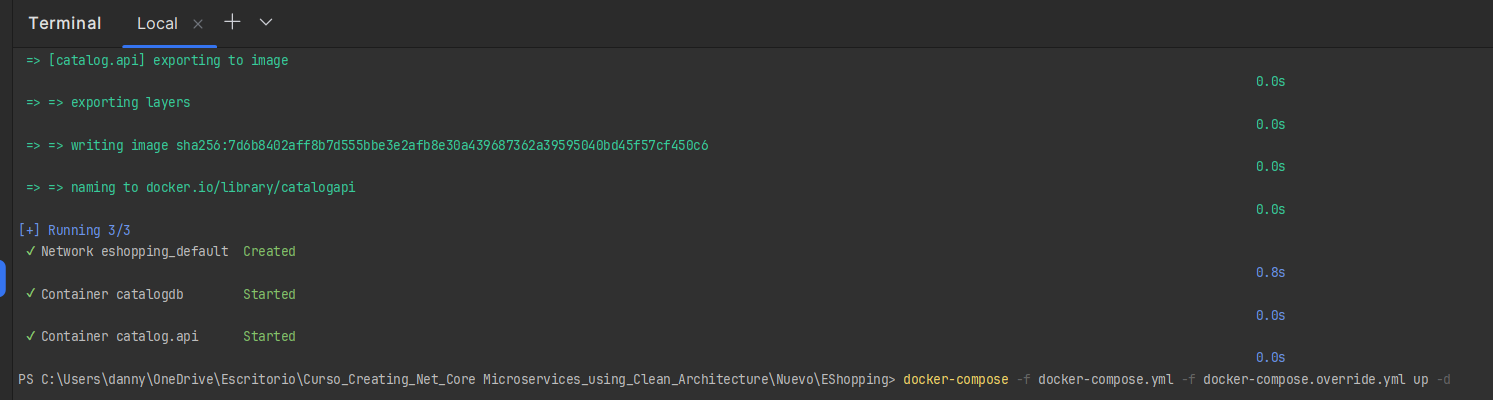 Terminal Local × + ⌄
=> [catalog.api] exporting to image
0.0s
=> => exporting layers
0.0s
=> => writing image sha256:7d6b8402aff8b7d555bbe3e2afb8e30a439687362a39595040bd45f57cf450c6
0.0s
=> => naming to docker.io/library/catalogapi
0.0s
[+] Running 3/3
✓ Network eshopping_default  Created
0.8s
✓ Container catalogdb        Started
0.0s
✓ Container catalog.api      Started
0.0s
PS C:\Users\danny\OneDrive\Escritorio\Curso_Creating_Net_Core Microservices_using_Clean_Architecture\Nuevo\EShopping> docker-compose -f docker-compose.yml -f docker-compose.override.yml up -d